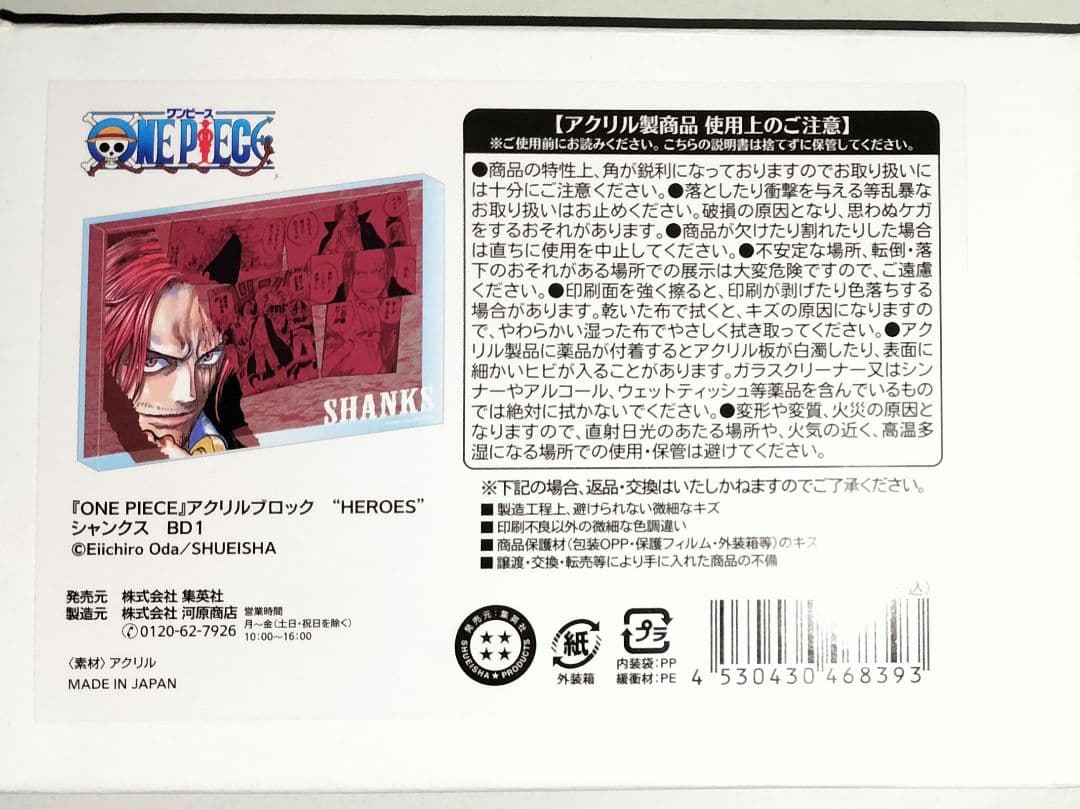 ワンピース
ONE PIECE
SHANKS
『ONE PIECE』アクリルブロック　“HEROES”
シャンクス　BD1
©Eiichiro Oda／SHUEISHA
発売元　株式会社 集英社
製造元　株式会社 河原商店
0120-62-7926
営業時間
月〜金（土日・祝日を除く）
10：00〜16：00
〈素材〉アクリル
MADE IN JAPAN
【アクリル製商品 使用上のご注意】
※ご使用前にお読みください。こちらの説明書は捨てずに保管してください。
●商品の特性上、角が鋭利になっておりますのでお取り扱いに
は十分にご注意ください。●落としたり衝撃を与える等乱暴な
お取り扱いはお止めください。破損の原因となり、思わぬケガ
をするおそれがあります。●商品が欠けたり割れたりした場合
は直ちに使用を中止してください。●不安定な場所、転倒・落
下のおそれがある場所での展示は大変危険ですので、ご遠慮
ください。●印刷面を強く擦ると、印刷が剥げたり色落ちする
場合があります。乾いた布で拭くと、キズの原因になりますの
で、やわらかい湿った布でやさしく拭き取ってください。●アク
リル製品に薬品が付着するとアクリル板が白濁したり、表面に
細かいヒビが入ることがあります。ガラスクリーナー又はシン
ナーやアルコール、ウェットティッシュ等薬品を含んでいるもの
では絶対に拭かないでください。●変形や変質、火災の原因と
なりますので、直射日光のあたる場所や、火気の近く、高温多
湿になる場所での使用・保管は避けてください。
※下記の場合、返品・交換はいたしかねますのでご了承ください。
■製造工程上、避けられない微細なキズ
■印刷不良以外の微細な色調違い
■商品保護材（包装OPP・保護フィルム・外装箱等）のキズ
■譲渡・交換・転売等により手に入れた商品の不備
発売元：集英社
SHUEISHA★PRODUCTS
紙
外装箱
プラ
内装袋：PP
緩衝材：PE
込）
4 530430 468393